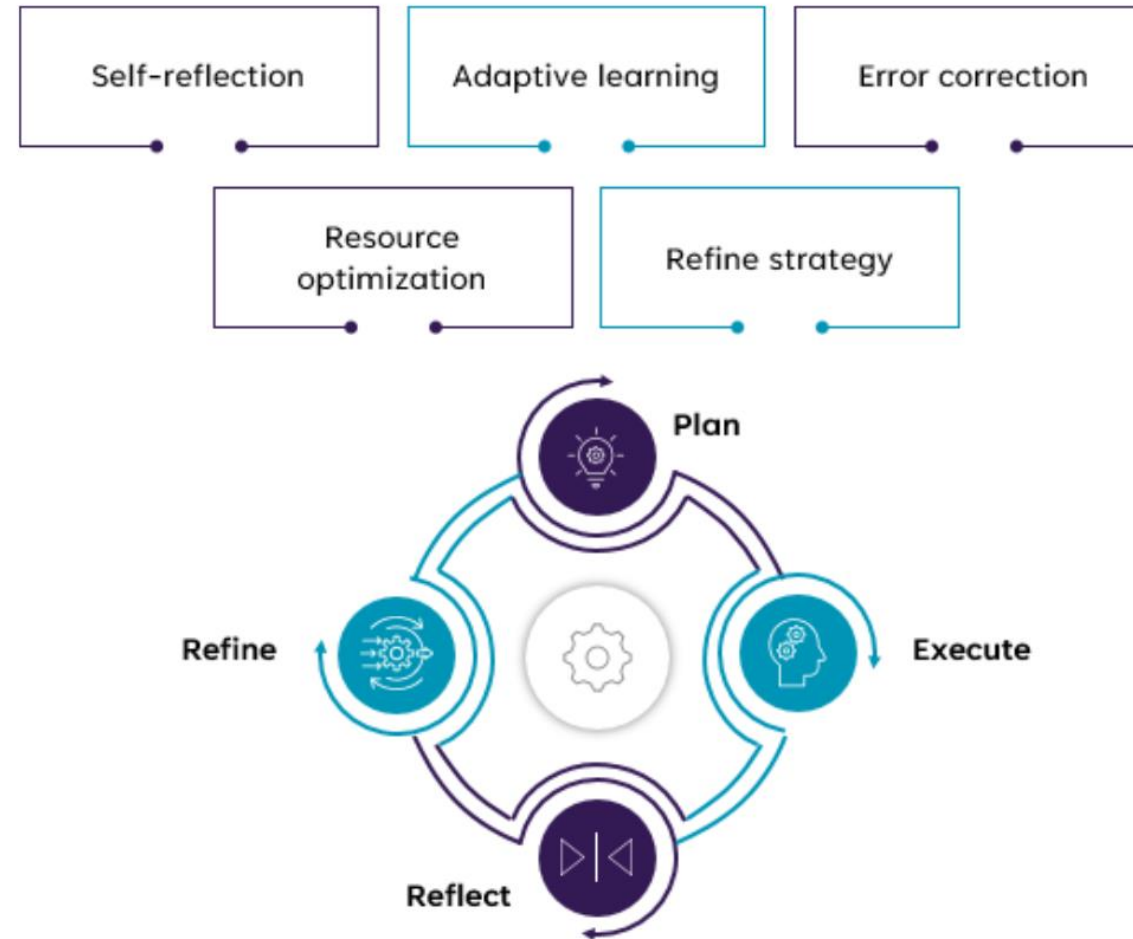 Self-reflection
Adaptive learning
Error correction
Resource
optimization
Refine strategy
Plan
Refine
Execute
Reflect